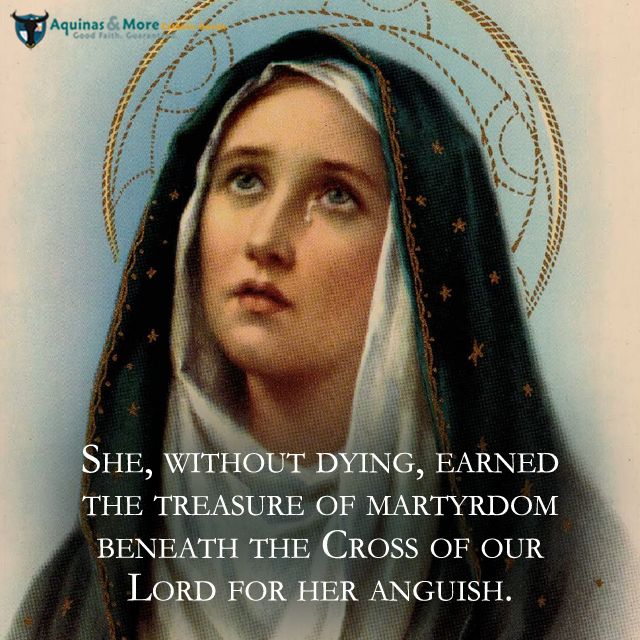 Aquinas & More
Good Faith. Guaran
SHE, WITHOUT DYING, EARNED
THE TREASURE OF MARTYRDOM
BENEATH THE CROSS OF OUR
LORD FOR HER ANGUISH.